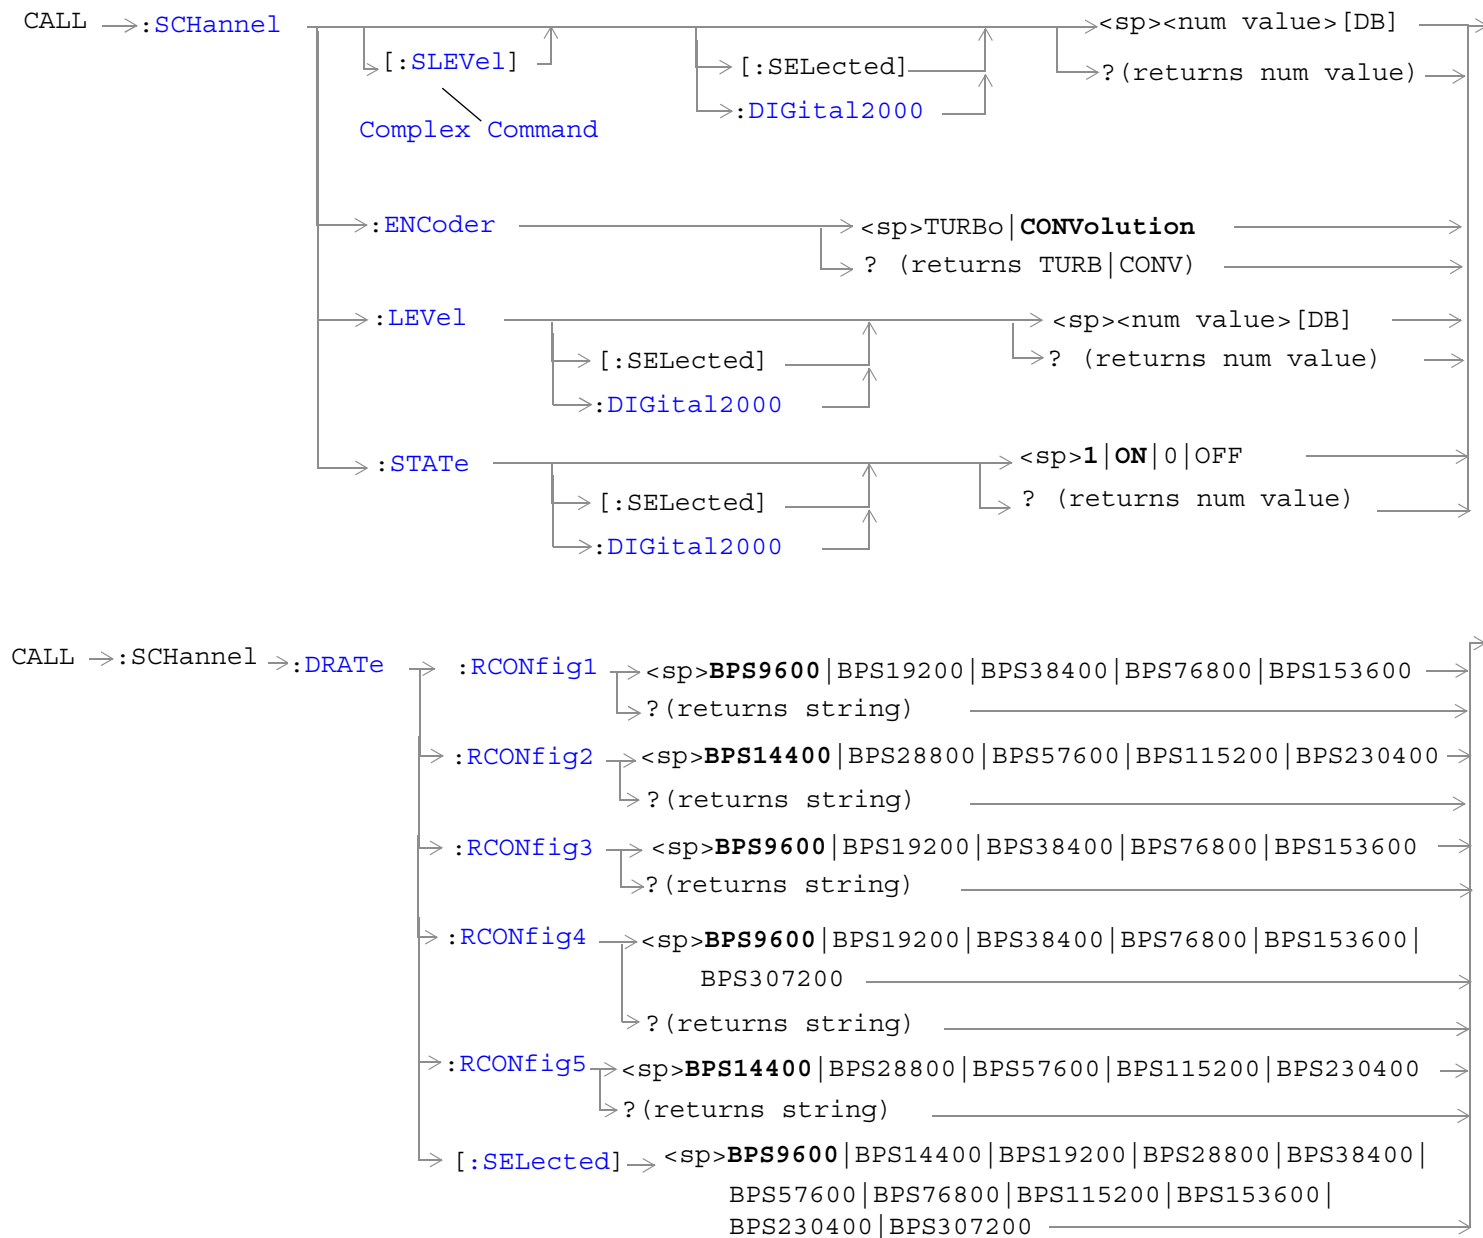 CALL :SCHannel <sp><num value>[DB]
[:SLEVel] [:SELected] ?(returns num value)
:DIGital2000
Complex Command
:ENCoder <sp>TURBo|CONVolution
? (returns TURB|CONV)
:LEVel <sp><num value>[DB]
[:SELected] ? (returns num value)
:DIGital2000
:STATe <sp>1|ON|0|OFF
[:SELected] ? (returns num value)
:DIGital2000
CALL :SCHannel :DRATe :RCONfig1 <sp>BPS9600|BPS19200|BPS38400|BPS76800|BPS153600
?(returns string)
:RCONfig2 <sp>BPS14400|BPS28800|BPS57600|BPS115200|BPS230400
?(returns string)
:RCONfig3 <sp>BPS9600|BPS19200|BPS38400|BPS76800|BPS153600
?(returns string)
:RCONfig4 <sp>BPS9600|BPS19200|BPS38400|BPS76800|BPS153600|
BPS307200
?(returns string)
:RCONfig5 <sp>BPS14400|BPS28800|BPS57600|BPS115200|BPS230400
?(returns string)
[:SELected] <sp>BPS9600|BPS14400|BPS19200|BPS28800|BPS38400|
BPS57600|BPS76800|BPS115200|BPS153600|
BPS230400|BPS307200